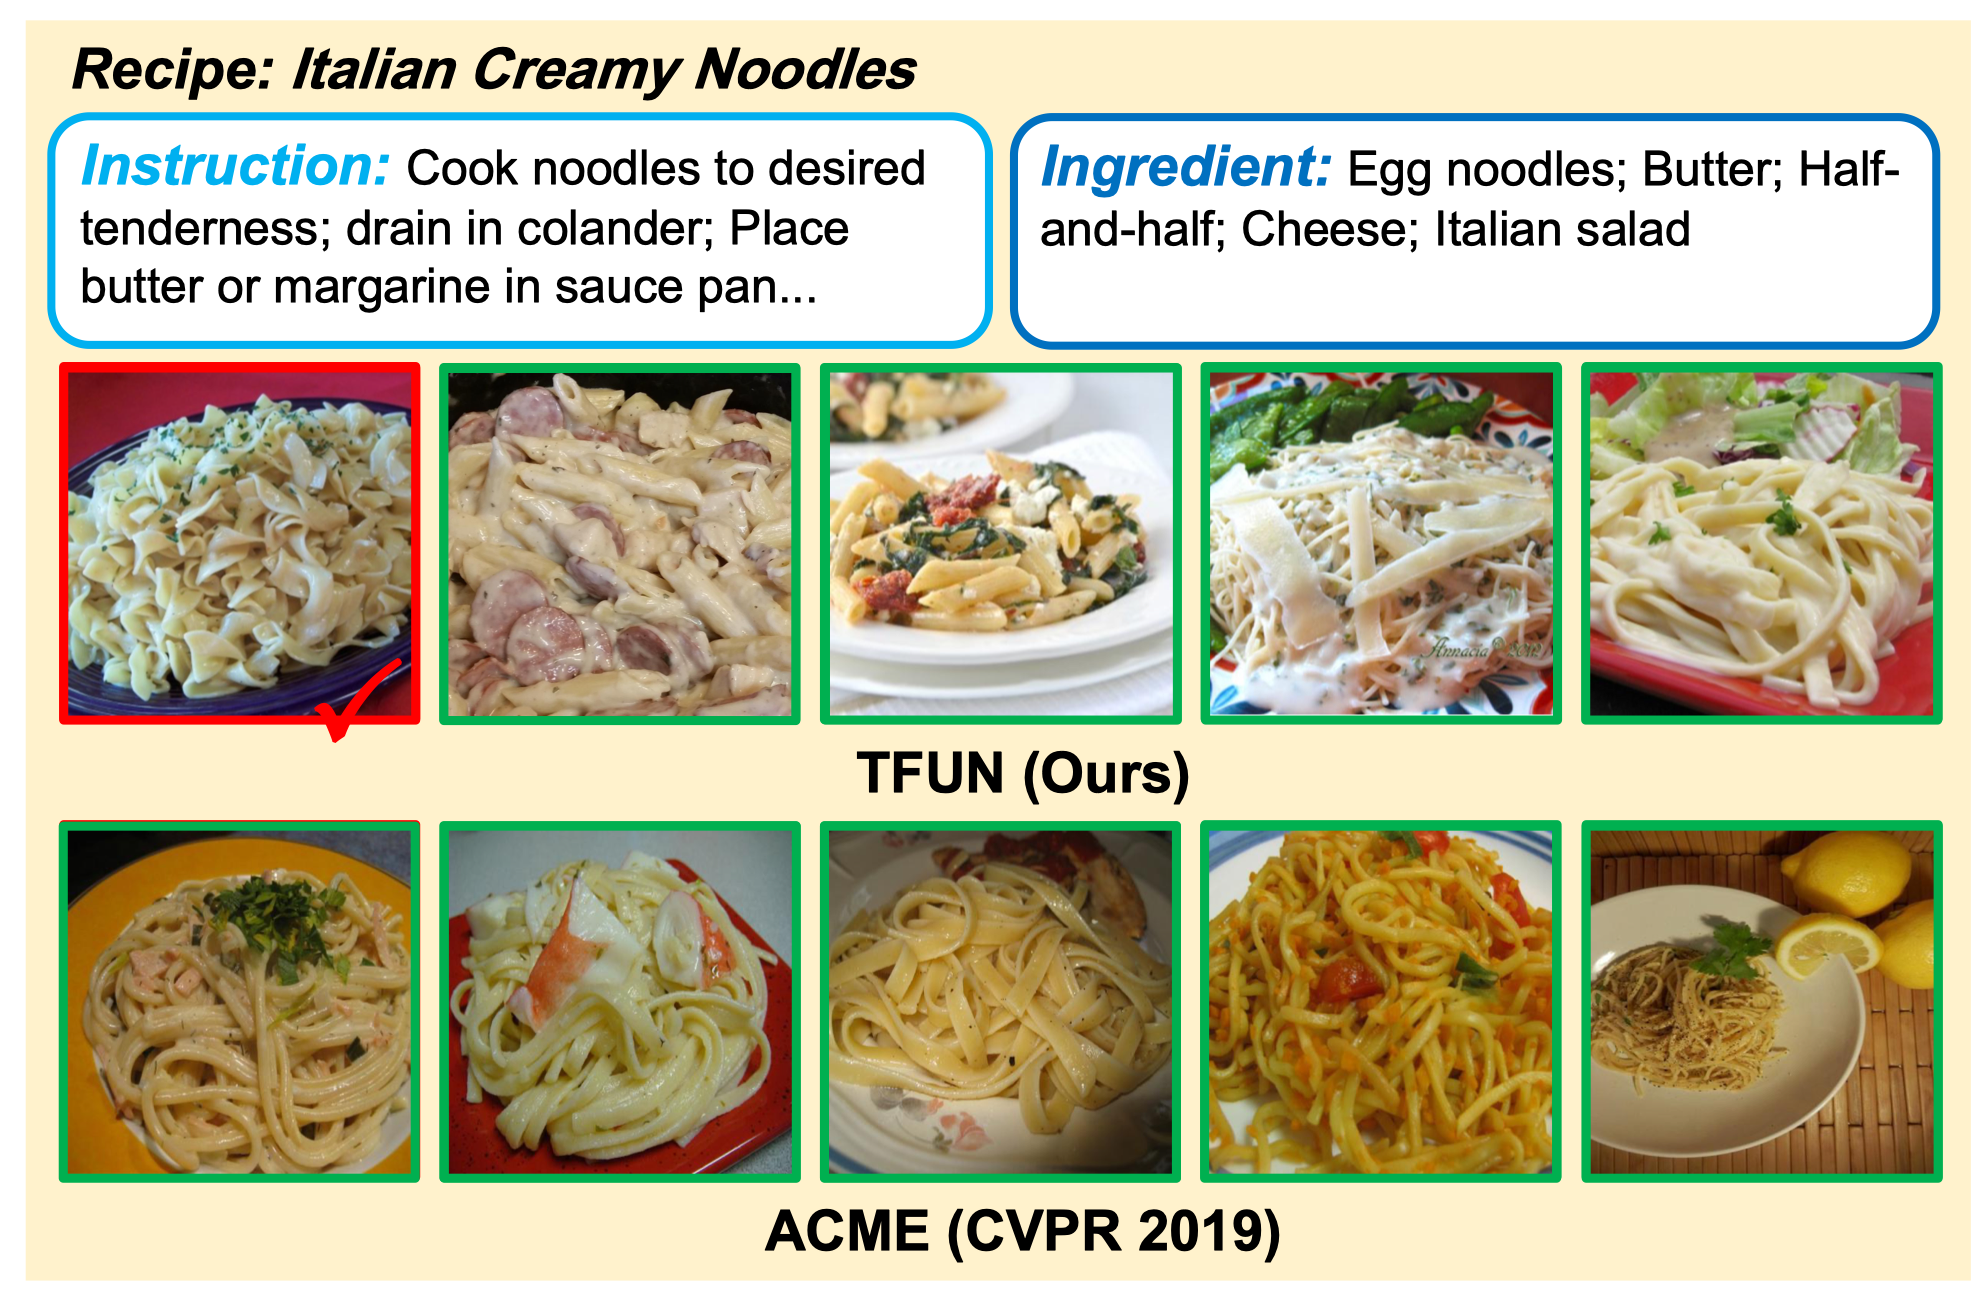 Recipe: Italian Creamy Noodles
Instruction: Cook noodles to desired
tenderness; drain in colander; Place
butter or margarine in sauce pan...
Ingredient: Egg noodles; Butter; Half-
and-half; Cheese; Italian salad
Annacia © 2012
TFUN (Ours)
ACME (CVPR 2019)